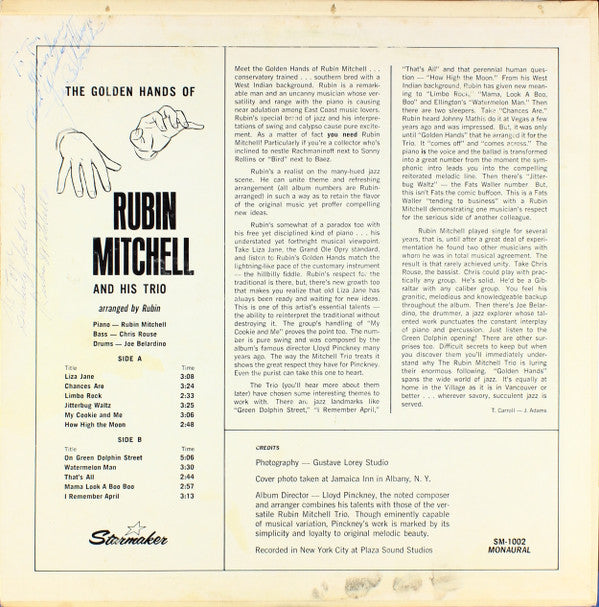 THE GOLDEN HANDS OF
RUBIN
MITCHELL
AND HIS TRIO
arranged by Rubin
Piano — Rubin Mitchell
Bass — Chris Rouse
Drums — Joe Belardino
SIDE A
Title Time
Liza Jane 3:08
Chances Are 3:24
Limbo Rock 2:33
Jitterbug Waltz 3:25
My Cookie and Me 3:06
How High the Moon 2:48
SIDE B
Title Time
On Green Dolphin Street 5:06
Watermelon Man 3:30
That's All 2:44
Mama Look A Boo Boo 2:57
I Remember April 3:13
Starmaker
Meet the Golden Hands of Rubin Mitchell . . .
conservatory trained . . . southern bred with a
West Indian background. Rubin is a remark-
able man and an uncanny musician whose ver-
satility and range with the piano is causing
near adulation among East Coast music lovers.
Rubin's special brand of jazz and his interpre-
tations of swing and calypso cause pure excite-
ment. As a matter of fact you need Rubin
Mitchell! Particularly if you're a collector who's
inclined to nestle Rachmaninoff next to Sonny
Rollins or "Bird" next to Baez.
Rubin's a realist on the many-hued jazz
scene. He can unite theme and refreshing
arrangement (all album numbers are Rubin-
arranged) in such a way as to retain the flavor
of the original music yet proffer compelling
new ideas.
Rubin's somewhat of a paradox too with
his free yet disciplined kind of piano . . . his
understated yet forthright musical viewpoint.
Take Liza Jane, the Grand Ole Opry standard,
and listen to Rubin's Golden Hands match the
lightning-like pace of the customary instrument
— the hillbilly fiddle. Rubin's respect for the
traditional is there, but, there's new growth too
that makes you realize that old Liza Jane has
always been ready and waiting for new ideas.
This is one of this artist's essential talents —
the ability to reinterpret the traditional without
destroying it. The group's handling of "My
Cookie and Me" proves the point too. The num-
ber is pure swing and was composed by the
album's famous director Lloyd Pinckney many
years ago. The way the Mitchell Trio treats it
shows the great respect they have for Pinckney.
Even the purist can take this one to heart.
The Trio (you'll hear more about them
later) have chosen some interesting themes to
work with. There are jazz landmarks like
"Green Dolphin Street," "I Remember April,"
"That's All" and that perennial human ques-
tion — "How High the Moon." From his West
Indian background, Rubin has given new mean-
ing to "Limbo Rock," "Mama, Look A Boo,
Boo" and Ellington's "Watermelon Man." Then
there are two sleepers. Take "Chances Are."
Rubin heard Johnny Mathis do it at Vegas a few
years ago and was impressed. But, it was only
until "Golden Hands" that he arranged it for the
Trio. It "comes off" and "comes across." The
piano is the voice and the ballad is transformed
into a great number from the moment the sym-
phonic intro leads you into the compelling
reiterated melodic line. Then there's "Jitter-
bug Waltz" — the Fats Waller number. But,
this isn't Fats the comic buffoon. This is a Fats
Waller "tending to business" with a Rubin
Mitchell demonstrating one musician's respect
for the serious side of another colleague.
Rubin Mitchell played single for several
years, that is, until after a great deal of experi-
mentation he found two other musicians with
whom he was in total musical agreement. The
result is that rarely achieved unity. Take Chris
Rouse, the bassist. Chris could play with prac-
tically any group. He's solid. He'd be a Gib-
raltar with any caliber group. You feel his
granitic, melodious and knowledgeable backup
throughout the album. Then there's Joe Belar-
dino, the drummer, a jazz explorer whose tal-
ented work punctuates the constant interplay
of piano and percussion. Just listen to the
Green Dolphin opening! There are other sur-
prises too. Difficult secrets to keep but when
you discover them you'll immediately under-
stand why The Rubin Mitchell Trio is luring
their enormous following. "Golden Hands"
spans the wide world of jazz. It's equally at
home in the Village as it is in Vancouver or
better . . . wherever savory, succulent jazz is
served.
T. Carroll — J. Adams
CREDITS
Photography — Gustave Lorey Studio
Cover photo taken at Jamaica Inn in Albany, N. Y.
Album Director — Lloyd Pinckney, the noted composer
and arranger combines his talents with those of the ver-
satile Rubin Mitchell Trio. Though eminently capable
of musical variation, Pinckney's work is marked by its
simplicity and loyalty to original melodic beauty.
Recorded in New York City at Plaza Sound Studios
SM-1002
MONAURAL